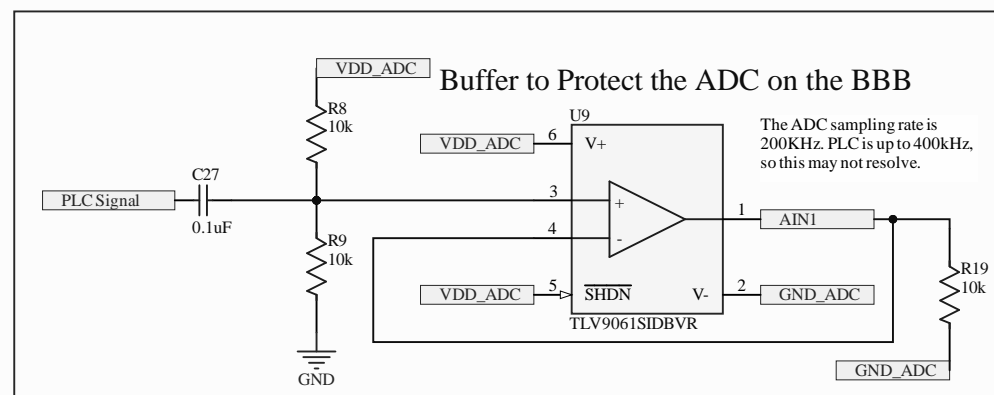 VDD_ADC
Buffer to Protect the ADC on the BBB
R8
10k
U9
The ADC sampling rate is
200KHz. PLC is up to 400kHz,
so this may not resolve.
VDD_ADC
6
V+
C27
PLC Signal
0.1uF
3
+
1
AIN1
4
-
R9
10k
R19
10k
VDD_ADC
5
SHDN
V-
2
GND_ADC
TLV9061SIDBVR
GND
GND_ADC